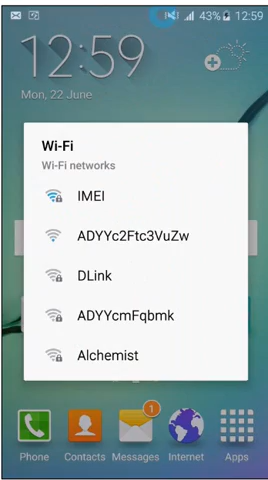 43% 12:59
12:59
Mon, 22 June
Wi-Fi
Wi-Fi networks
IMEI
ADYYc2Ftc3VuZw
DLink
ADYYcmFqbmk
Alchemist
1
Phone Contacts Messages Internet Apps